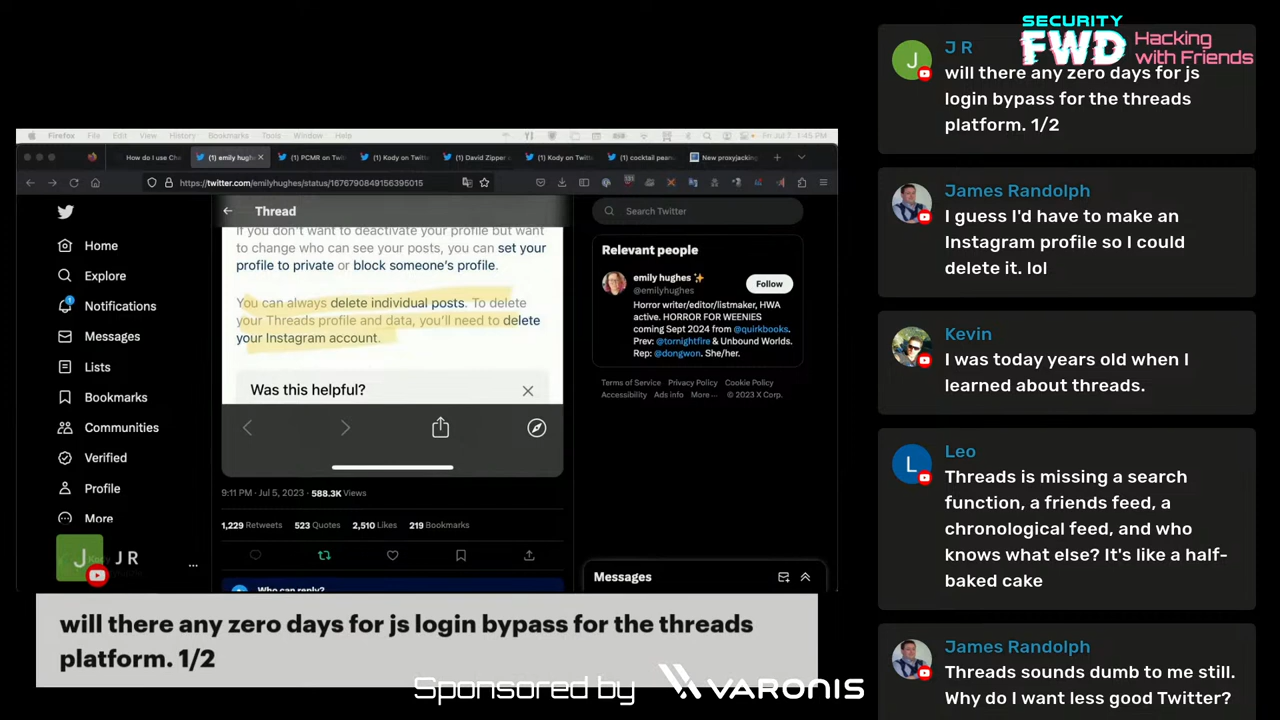 SECURITY
FWD
Hacking
with Friends
Firefox File Edit View History Bookmarks Tools Window Help
Fri Jul 7 1:45 PM
(1) emily hugh
(1) PCMR on Twi
(1) Kody on Twitt
(1) David Zipper
(1) Kody on Twitt
(1) cocktail pean
New proxyjacking
https://twitter.com/emilyhughes/status/1676790849156395015
Home
Explore
Notifications
Messages
Lists
Bookmarks
Communities
Verified
Profile
More
Thread
If you don't want to deactivate your profile but want
to change who can see your posts, you can set your
profile to private or block someone's profile.
You can always delete individual posts. To delete
your Threads profile and data, you'll need to delete
your Instagram account.
Was this helpful?
9:11 PM · Jul 5, 2023 · 588.3K Views
1,229 Retweets 523 Quotes 2,510 Likes 219 Bookmarks
Who can reply?
Search Twitter
Relevant people
emily hughes
@emilyhughes
Follow
Horror writer/editor/listmaker, HWA
active. HORROR FOR WEENIES
coming Sept 2024 from @quirkbooks.
Prev: @tornightfire & Unbound Worlds.
Rep: @dongwon. She/her.
Terms of Service Privacy Policy Cookie Policy
Accessibility Ads info More ··· © 2023 X Corp.
Messages
J
J R
will there any zero days for js login bypass for the threads
platform. 1/2
Sponsored by VARONIS
J
J R
will there any zero days for js
login bypass for the threads
platform. 1/2
James Randolph
I guess I'd have to make an
Instagram profile so I could
delete it. lol
Kevin
I was today years old when I
learned about threads.
L
Leo
Threads is missing a search
function, a friends feed, a
chronological feed, and who
knows what else? It's like a half-
baked cake
James Randolph
Threads sounds dumb to me still.
Why do I want less good Twitter?